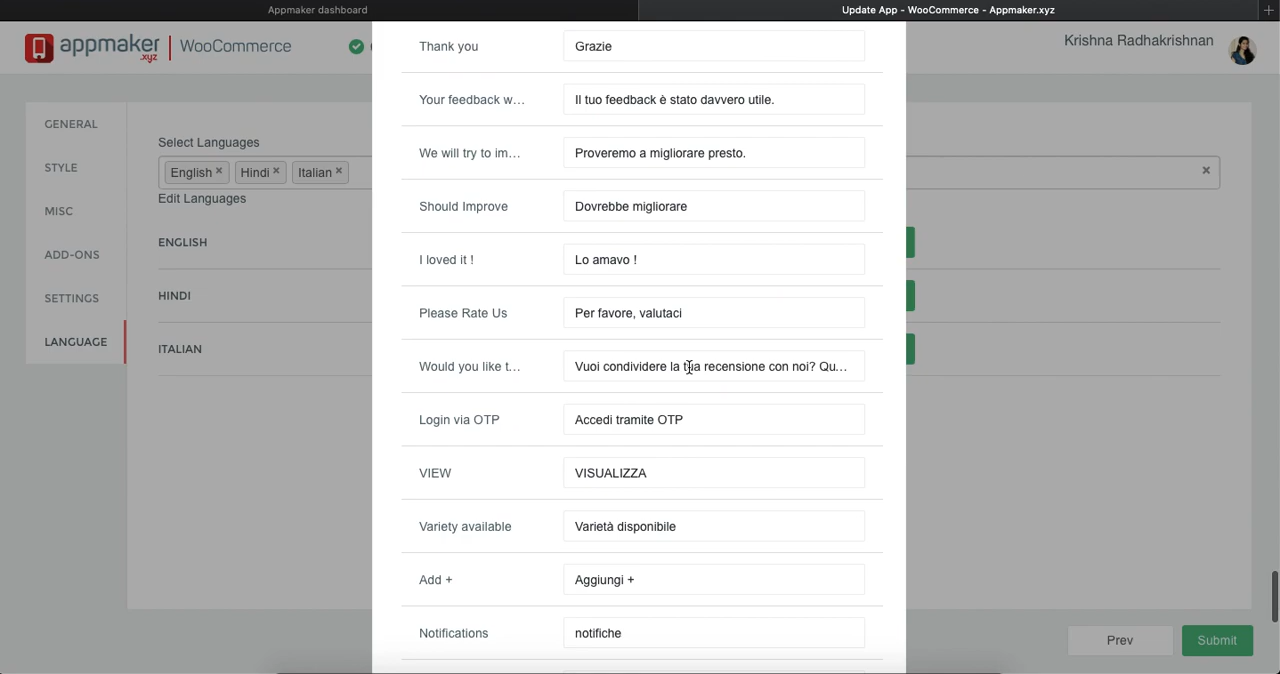 Appmaker dashboard
Update App - WooCommerce - Appmaker.xyz
appmaker .xyz WooCommerce
Krishna Radhakrishnan
GENERAL
STYLE
MISC
ADD-ONS
SETTINGS
LANGUAGE
Select Languages
English × Hindi × Italian ×
×
Edit Languages
ENGLISH
HINDI
ITALIAN
Thank you Grazie
Your feedback w... Il tuo feedback è stato davvero utile.
We will try to im... Proveremo a migliorare presto.
Should Improve Dovrebbe migliorare
I loved it ! Lo amavo !
Please Rate Us Per favore, valutaci
Would you like t... Vuoi condividere la tua recensione con noi? Qu...
Login via OTP Accedi tramite OTP
VIEW VISUALIZZA
Variety available Varietà disponibile
Add + Aggiungi +
Notifications notifiche
Prev Submit